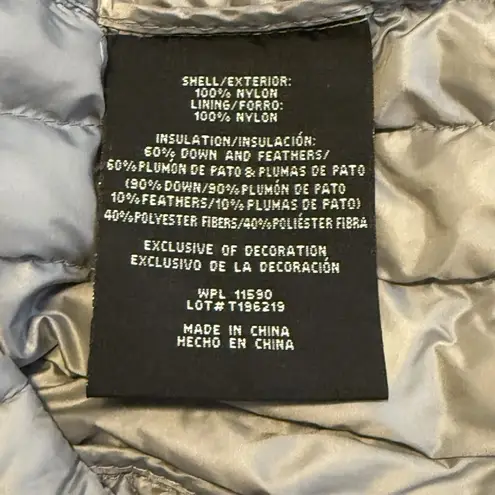 SHELL/EXTERIOR:
100% NYLON
LINING/FORRO:
100% NYLON
INSULATION/INSULACIÓN:
60% DOWN AND FEATHERS/
60% PLUMÓN DE PATO & PLUMAS DE PATO
(90% DOWN/90% PLUMÓN DE PATO
10% FEATHERS/10% PLUMAS DE PATO)
40% POLYESTER FIBERS/40% POLIÉSTER FIBRA
EXCLUSIVE OF DECORATION
EXCLUSIVO DE LA DECORACIÓN
WPL 11590
LOT# T196219
MADE IN CHINA
HECHO EN CHINA